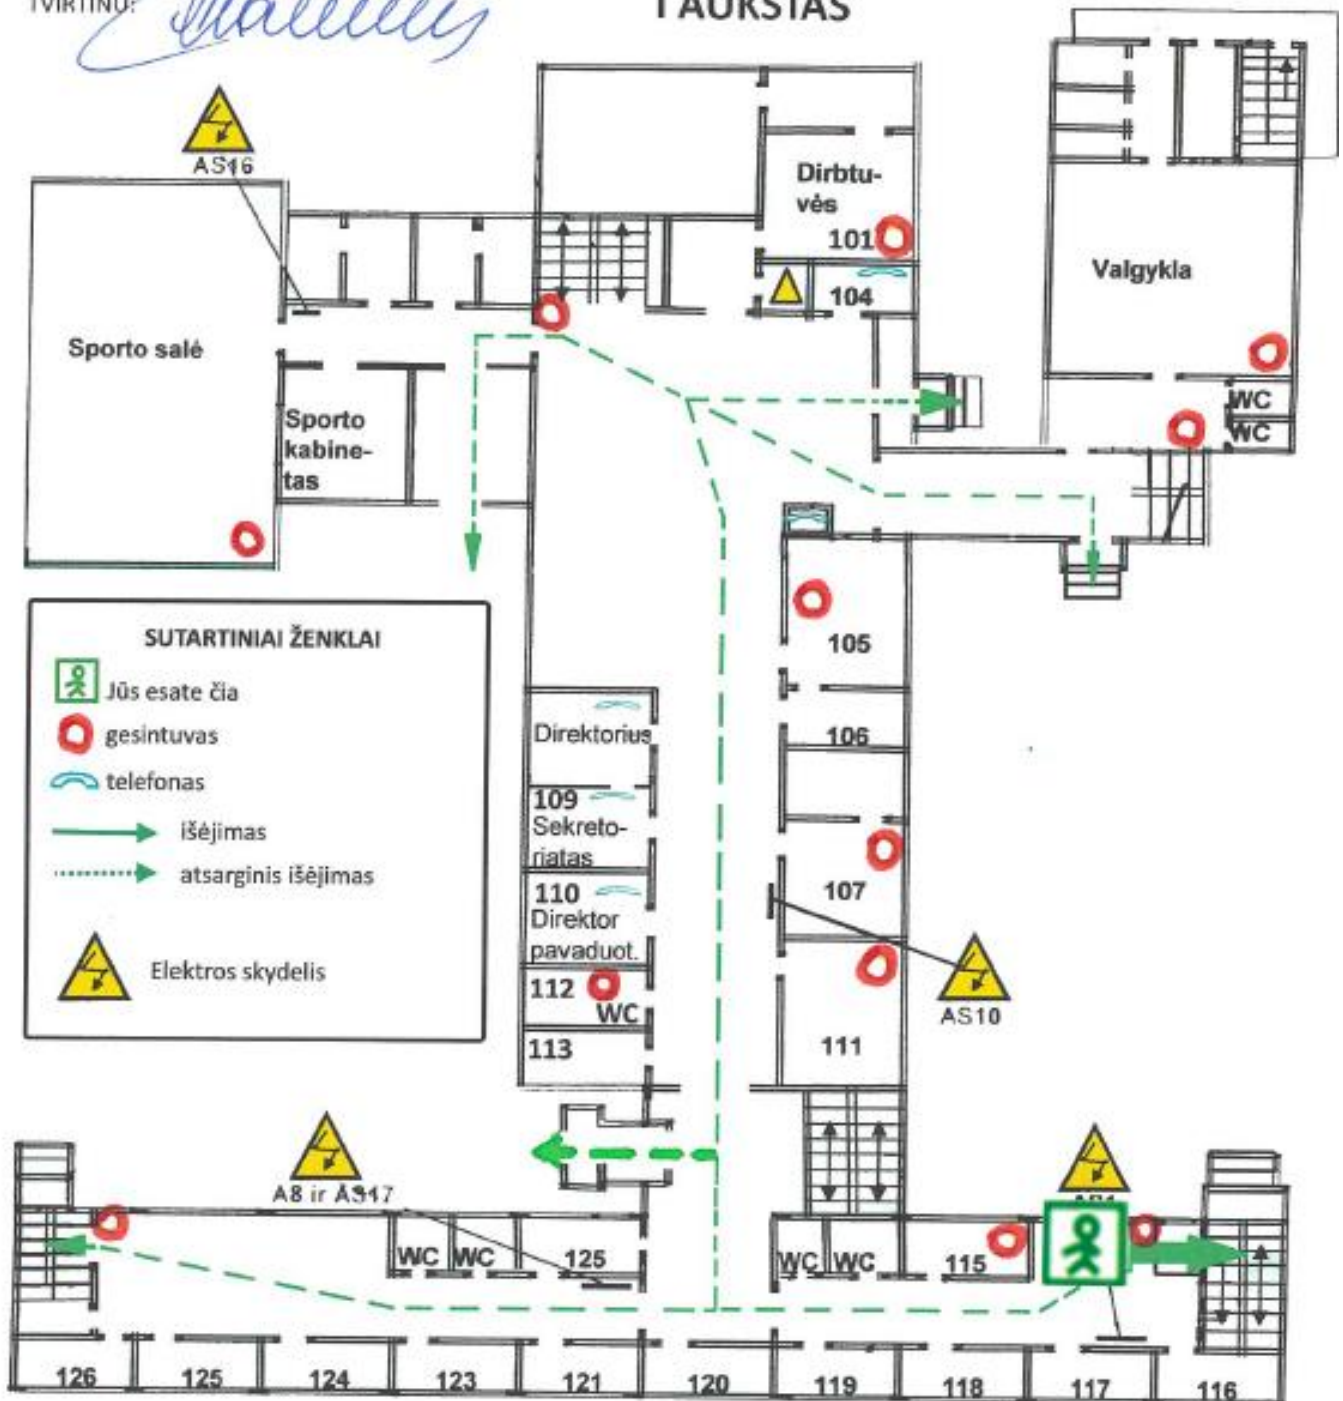 TVIRTINU:
I AUKŠTAS
AS16
Dirbtu-
vės
101
104
Valgykla
Sporto salė
Sporto
kabine-
tas
WC
WC
SUTARTINIAI ŽENKLAI
Jūs esate čia
gesintuvas
telefonas
išėjimas
atsarginis išėjimas
Elektros skydelis
105
106
Direktorius
109
Sekreto-
riatas
107
110
Direktor
pavaduot.
112
WC
AS10
113
111
A8 ir AS17
WC WC
125
WC WC
115
126
125
124
123
121
120
119
118
117
116